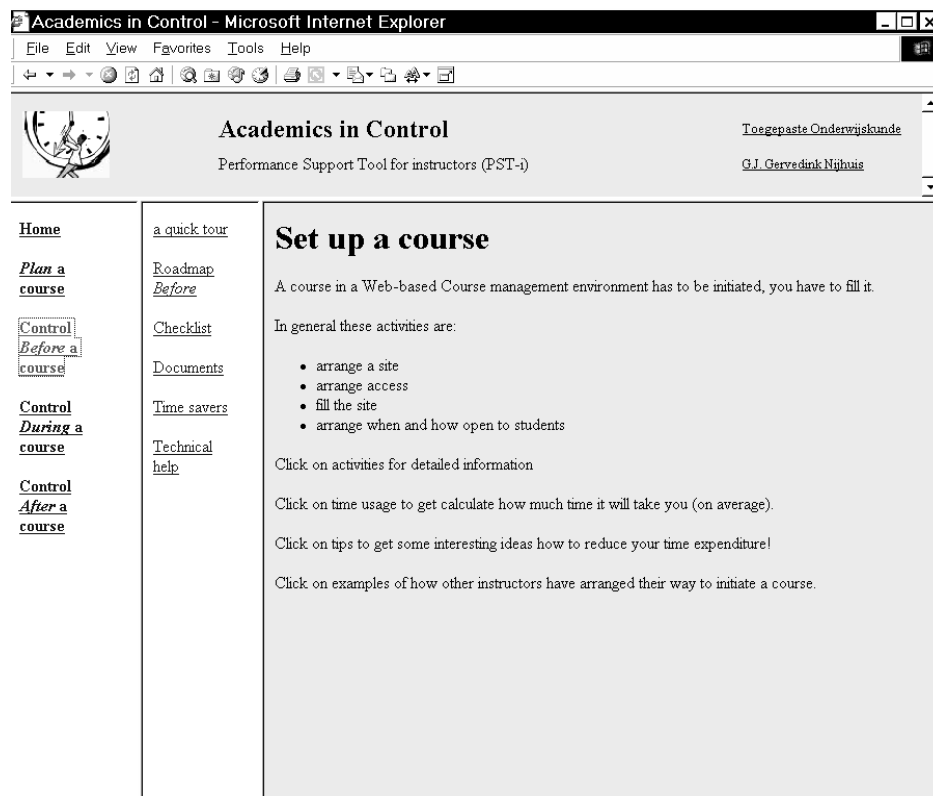 Academics in Control - Microsoft Internet Explorer
File Edit View Favorites Tools Help
Academics in Control
Performance Support Tool for instructors (PST-i)
Toegepaste Onderwijskunde
G.J. Gervedink Nijhuis
Home
Plan a
course
Control
Before a
course
Control
During a
course
Control
After a
course
a quick tour
Roadmap
Before
Checklist
Documents
Time savers
Technical
help
Set up a course
A course in a Web-based Course management environment has to be initiated, you have to fill it.
In general these activities are:
• arrange a site
• arrange access
• fill the site
• arrange when and how open to students
Click on activities for detailed information
Click on time usage to get calculate how much time it will take you (on average).
Click on tips to get some interesting ideas how to reduce your time expenditure!
Click on examples of how other instructors have arranged their way to initiate a course.